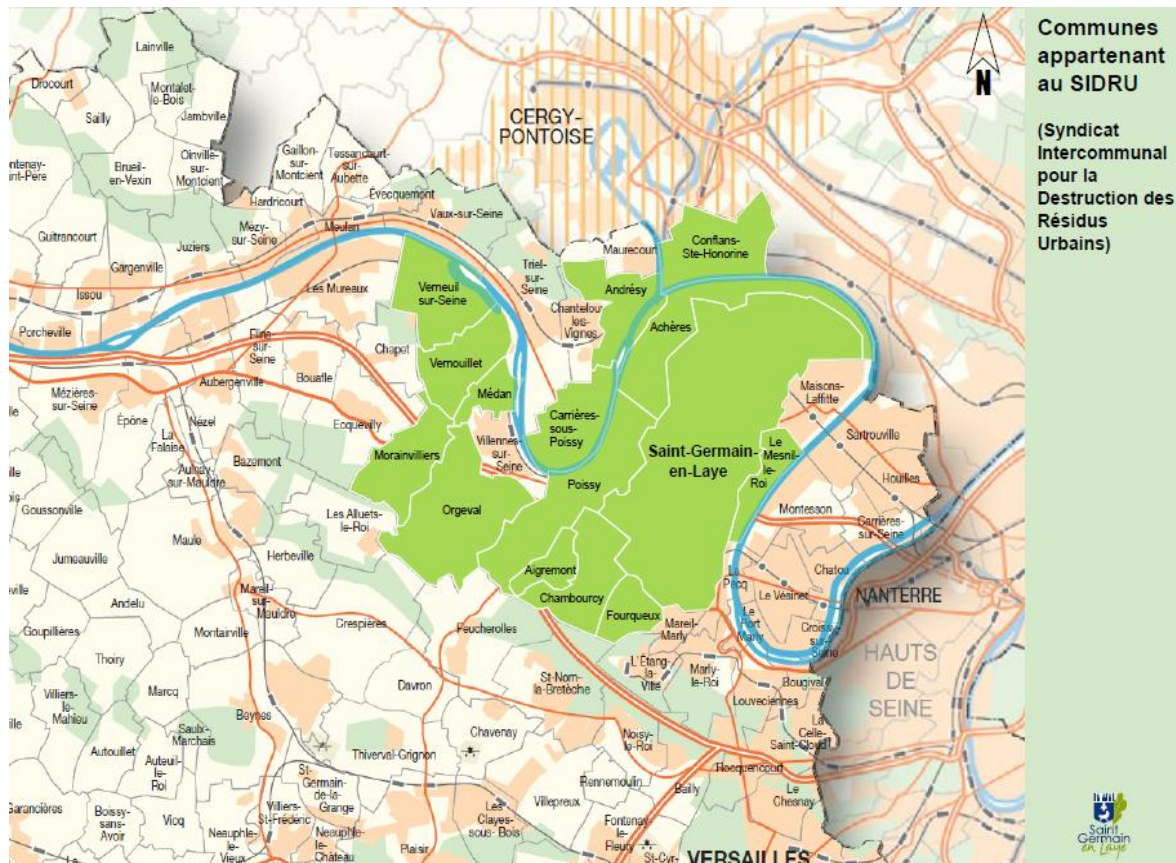 Communes
appartenant
au SIDRU
(Syndicat
Intercommunal
pour la
Destruction des
Résidus
Urbains)
N
Lainville
Drocourt
Montalet-
le-Bois
Sailly
Jambville
CERGY-
PONTOISE
Gaillon-
sur-
Montcient
Tessancourt-
sur-
Aubette
Oinville-
sur-
Montcient
Brueil-
en-Vexin
ontenay-
int-Père
Évecquemont
Hardricourt
Vaux-sur-Seine
Mézy-
sur-Seine
Meulan
Guitrancourt
Juziers
Gargenville
Conflans-
Ste-Honorine
Maurecourt
Triel-
sur-
Seine
Andrésy
Verneuil
sur-Seine
Les Mureaux
Issou
Chanteloup
les-
Vignes
Achères
Porcheville
Flins-
sur-
Seine
Chapet
Vernouillet
Aubergenville
Bouafle
Médan
Maisons-
Laffitte
Mézières-
sur-Seine
Épône
Nézel
Ecquevilly
Carrières-
sous-
Poissy
Villennes-
sur-
Seine
Sartrouville
La
Falaise
Aulnay-
sur-Mauldre
Bazemont
Morainvilliers
Saint-Germain-
en-Laye
Le
Mesnil-
le-
Roi
Houilles
Poissy
Goussonville
Orgeval
Les Alluets-
le-Roi
Montesson
Carrières-
sur-Seine
Maule
Herbeville
Jumeauville
Aigremont
Chatou
Le
Pecq
Le Vésinet
NANTERRE
Chambourcy
Mareil-
sur-
Mauldre
Andelu
Fourqueux
Le
Port
Marly
Croissy-
sur-
Seine
Mareil-
Marly
Goupillières
Montainville
Crespières
Feucherolles
HAUTS
DE
SEINE
Thoiry
L'Étang-
la-
Ville
Marly-
le-Roi
Bougival
St-Nom-
la-Bretèche
Davron
Louveciennes
Marcq
Villiers-
le-
Mahieu
Beynes
Noisy-
le-Roi
La
Celle-
Saint-Cloud
Saulx-
Marchais
Chavenay
Autouillet
Auteuil-
le-
Roi
Thiverval-Grignon
Rocquencourt
St-
Germain-
de-la-
Grange
Rennemoulin
Bailly
Le
Chesnay
Garancières
Boissy-
sans-
Avoir
Vicq
Villiers-
St-Frédéric
Les
Clayes-
sous- Bois
Villepreux
Fontenay-
le-
Fleury
Neauphle-
le-
Vieux
Neauphle-
le-
Château
Plaisir
St-Cyr-
VERSAILLES
Saint
Germain
en Laye